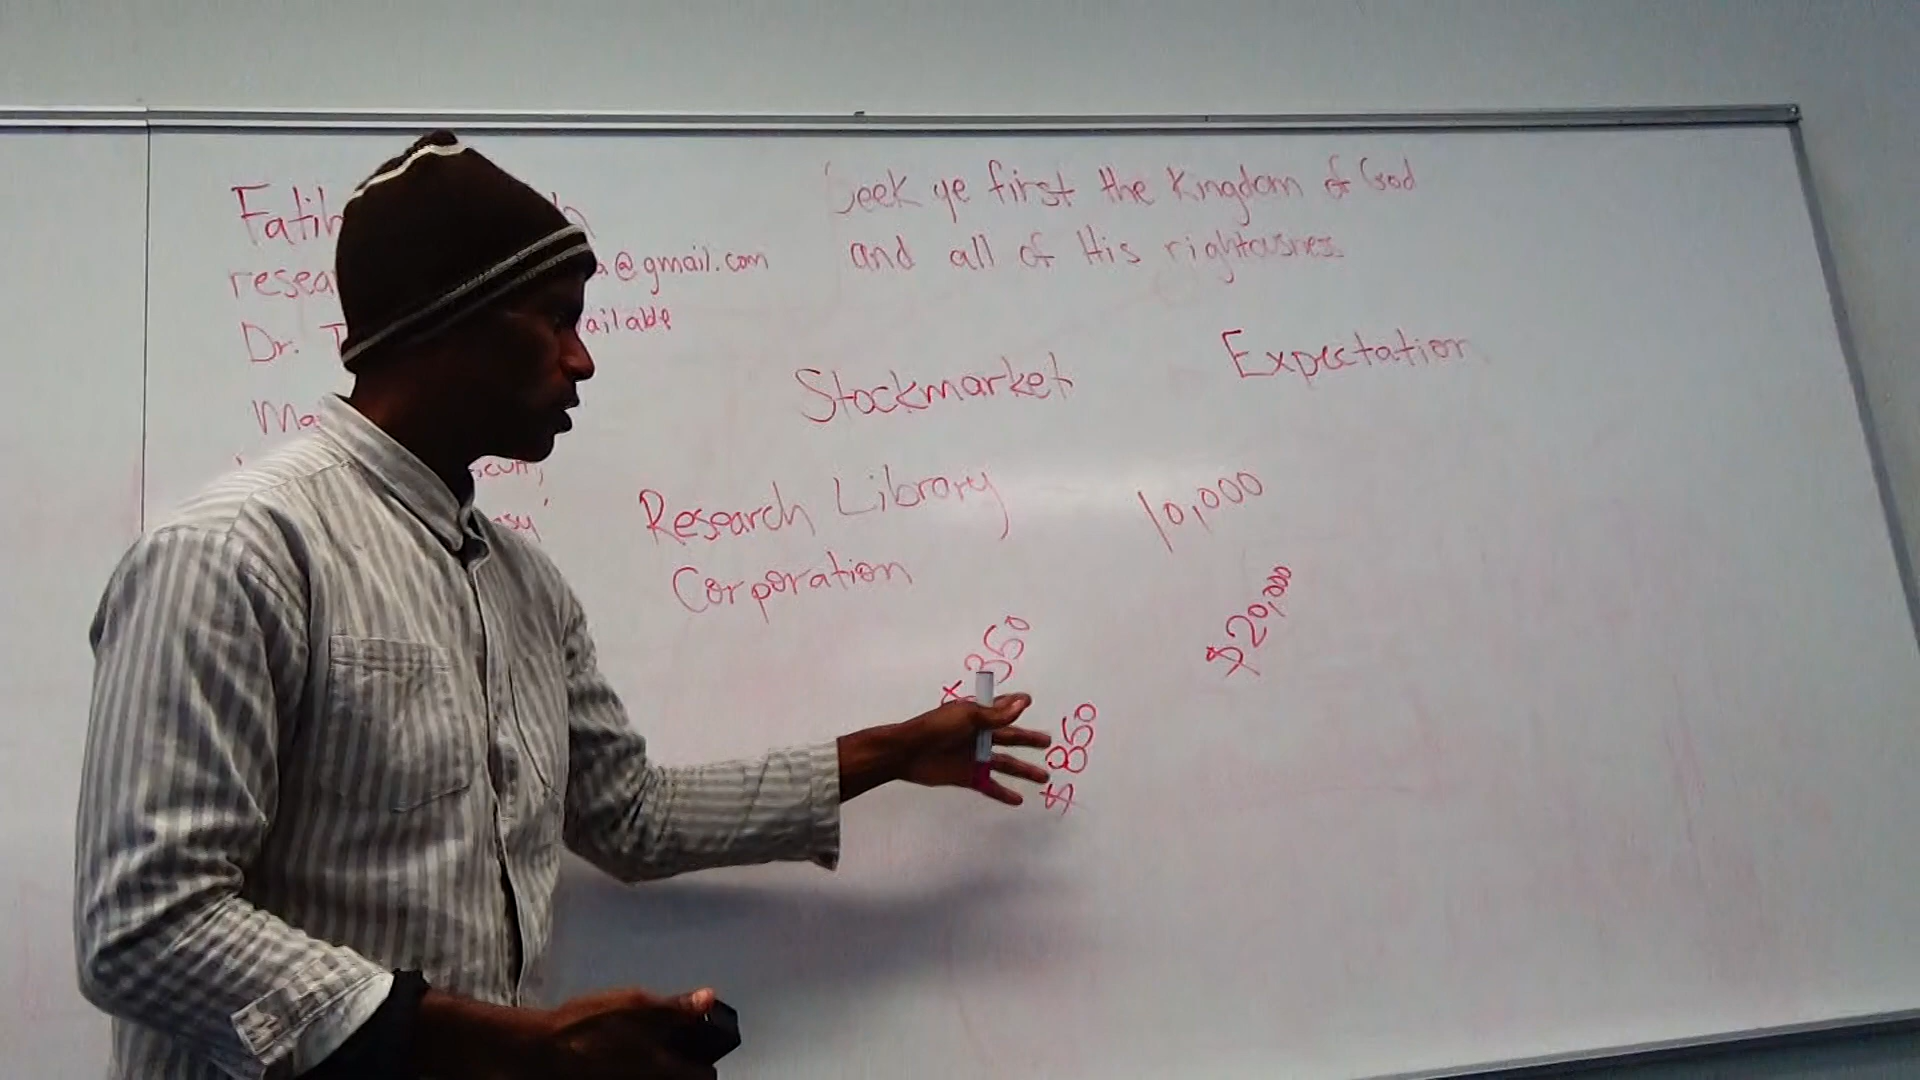 Fatih
resea a@gmail.com
Dr. T ailable
Ma
Seek ye first the Kingdom of God
and all of His rightousness
Stockmarket
Expectation
Research Library
Corporation
10,000
$20,000
350
$850